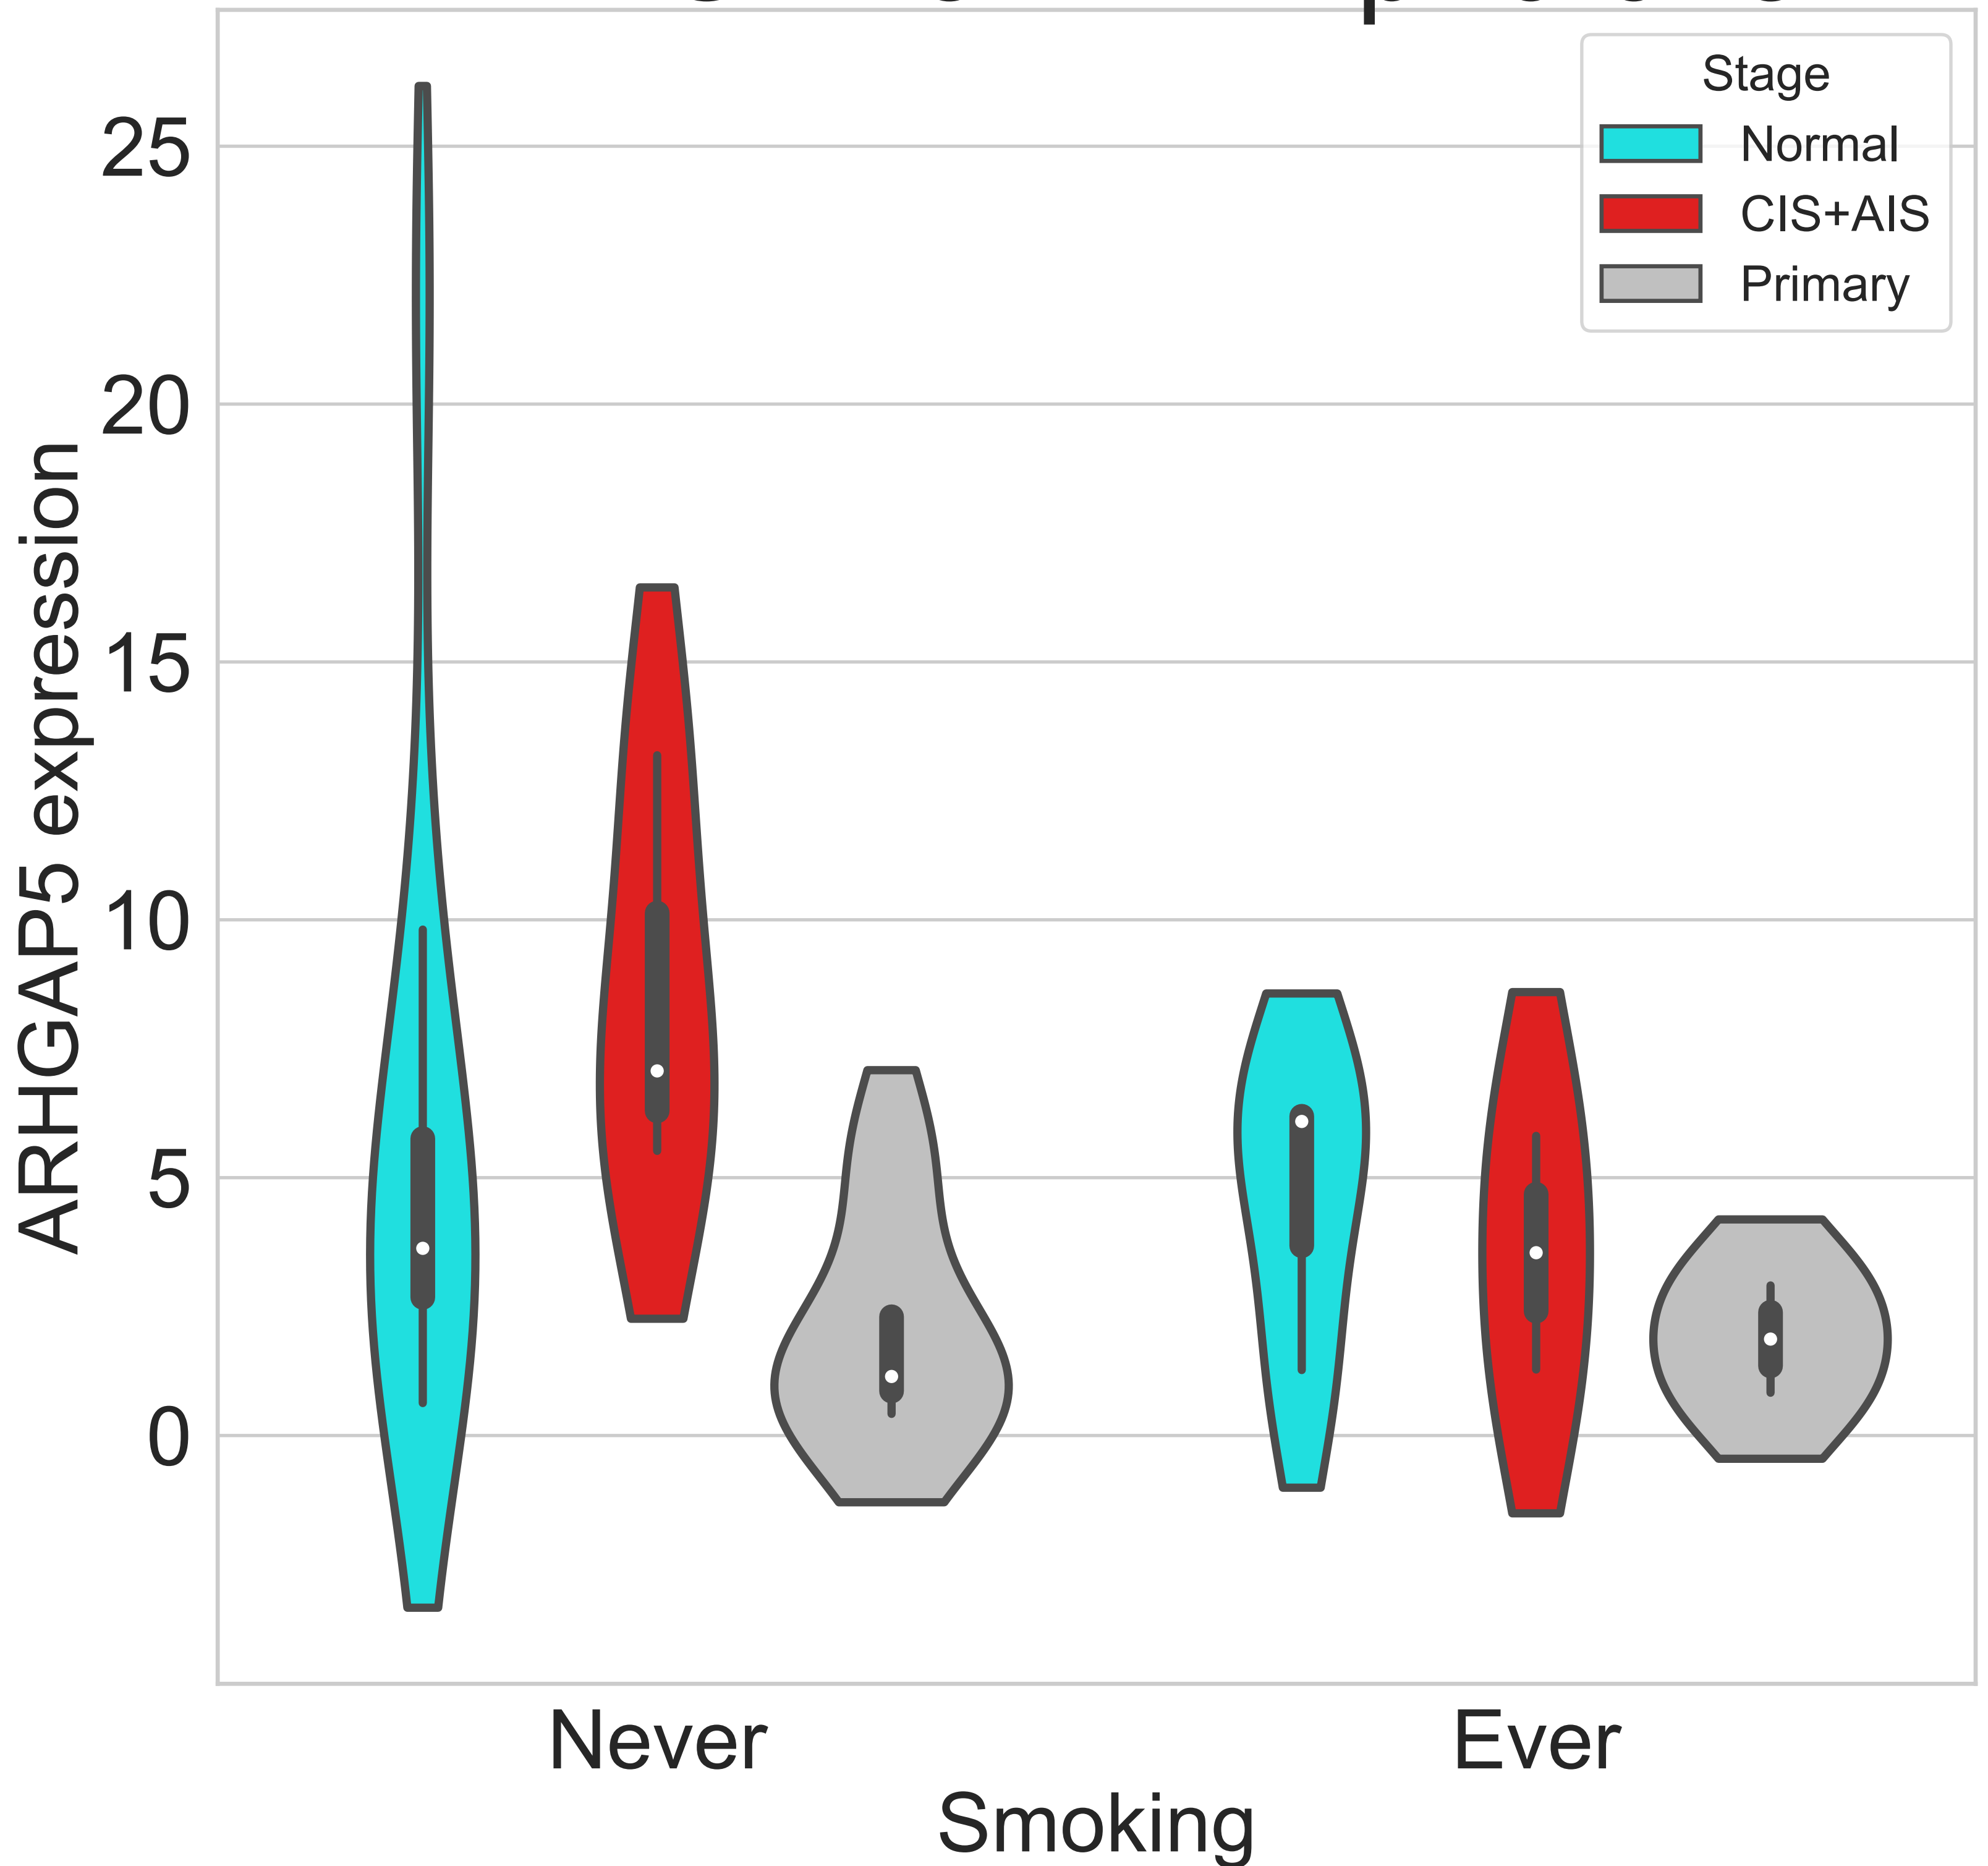 Stage
Normal
CIS+AIS
Primary
25
20
15
10
5
0
ARHGAP5 expression
Never
Ever
Smoking